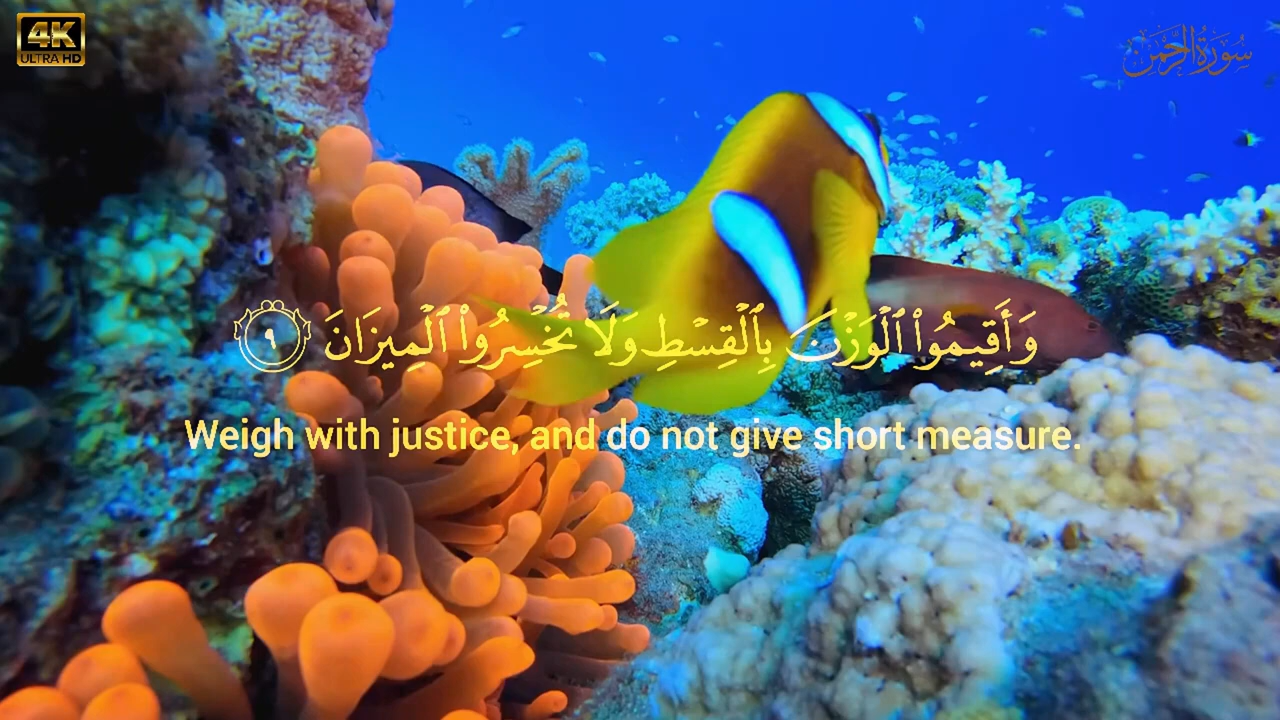 4K
ULTRA HD
سُورَةُ الرَّحْمَٰن
وَأَقِيمُوا۟ ٱلْوَزْنَ بِٱلْقِسْطِ وَلَا تُخْسِرُوا۟ ٱلْمِيزَانَ ٩
Weigh with justice, and do not give short measure.